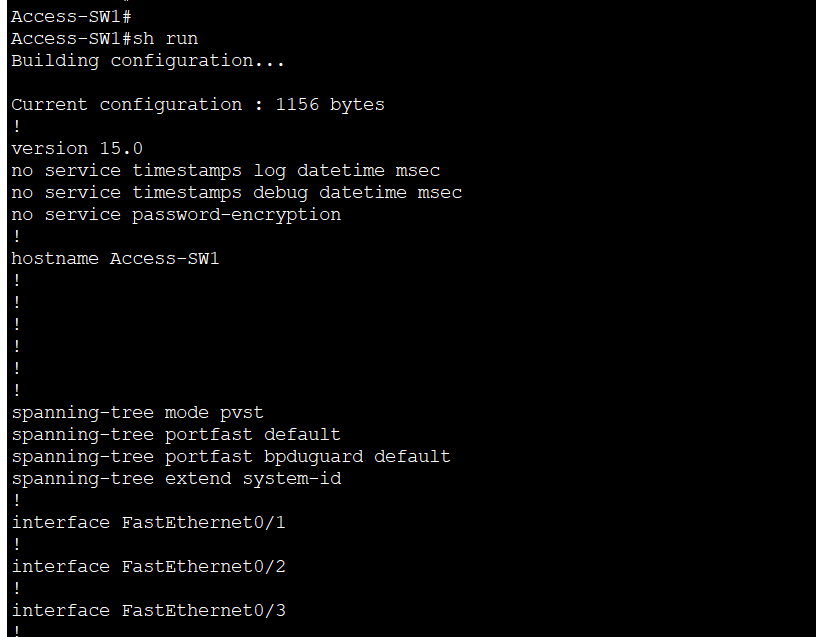 Access-SW1#
Access-SW1#sh run
Building configuration...
Current configuration : 1156 bytes
!
version 15.0
no service timestamps log datetime msec
no service timestamps debug datetime msec
no service password-encryption
!
hostname Access-SW1
!
!
!
!
!
!
spanning-tree mode pvst
spanning-tree portfast default
spanning-tree portfast bpduguard default
spanning-tree extend system-id
!
interface FastEthernet0/1
!
interface FastEthernet0/2
!
interface FastEthernet0/3
!